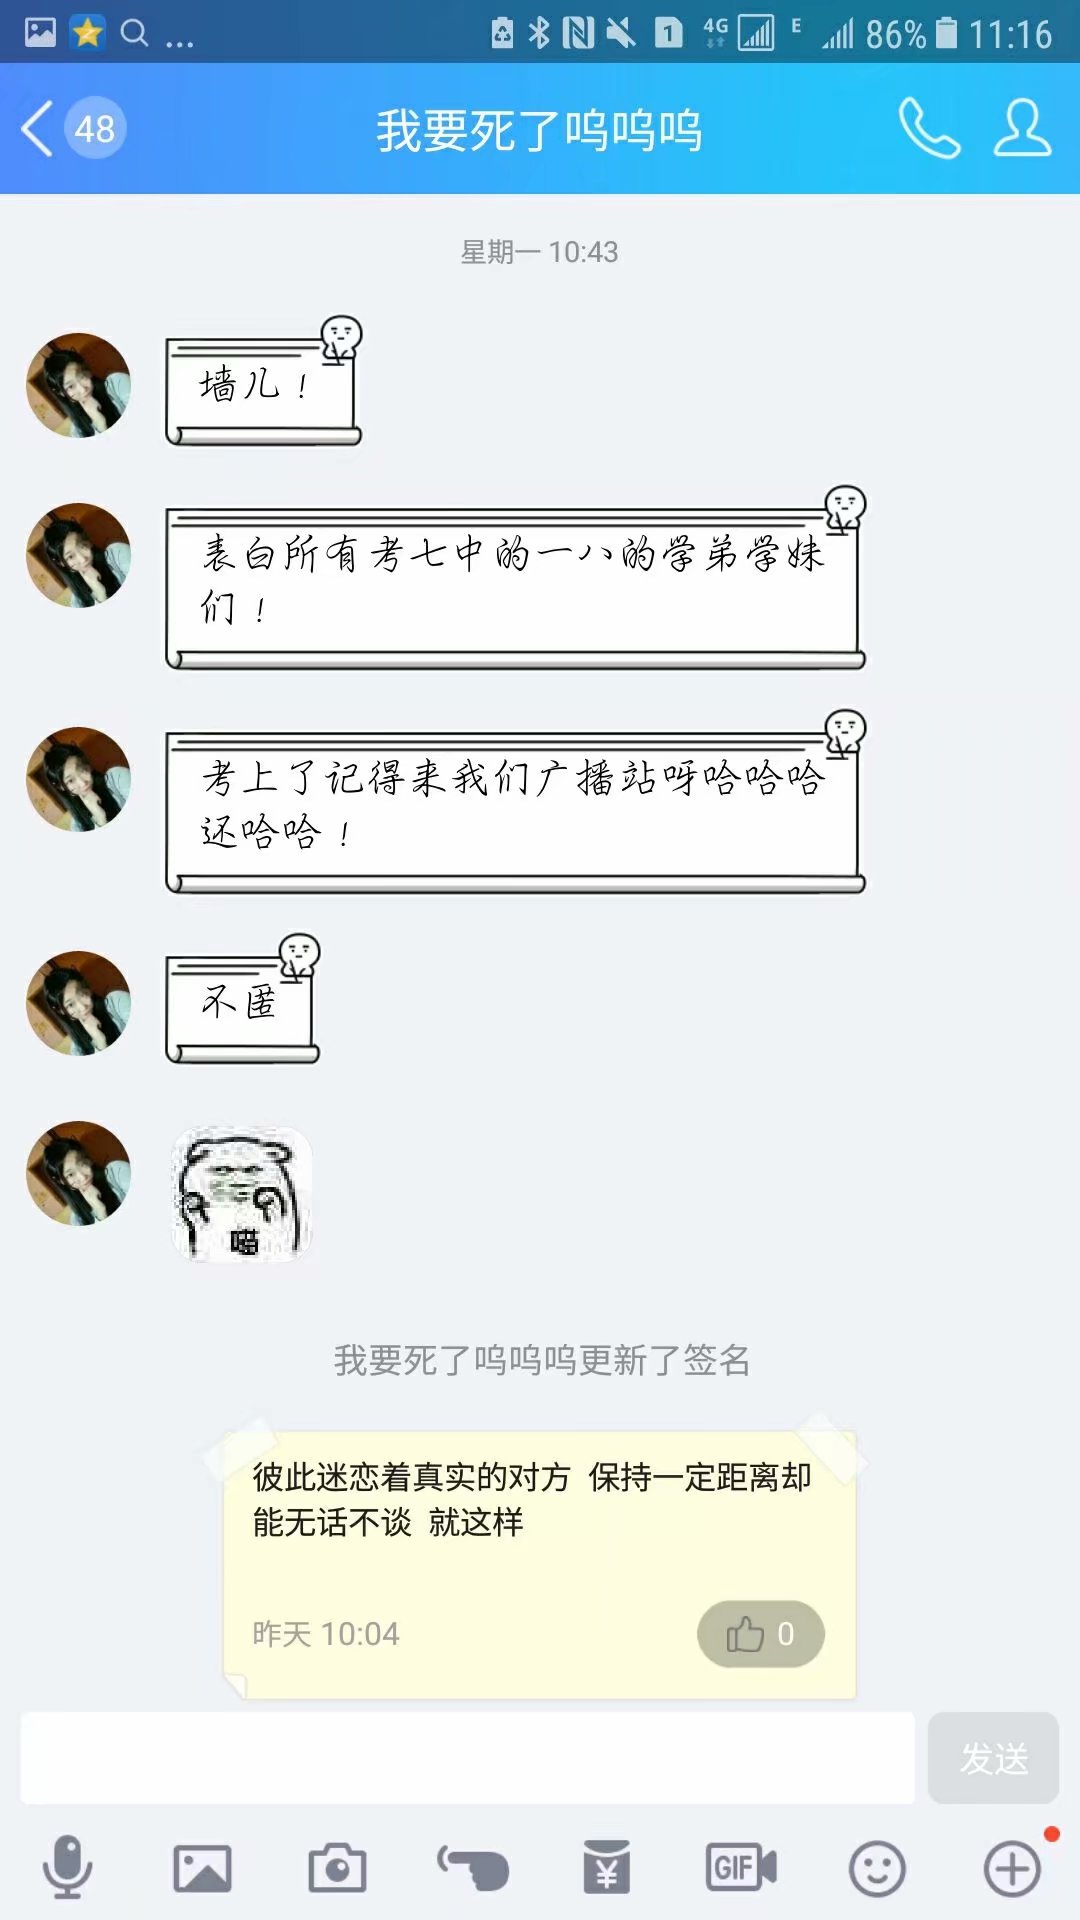 ... 1 4G E 86% 11:16
48 我要死了呜呜呜
星期一 10:43
墙儿！
表白所有考七中的一八的学弟学妹
们！
考上了记得来我们广播站呀哈哈哈
还哈哈！
不匿
喵
我要死了呜呜呜更新了签名
彼此迷恋着真实的对方 保持一定距离却
能无话不谈 就这样
昨天 10:04 0
发送
¥ GIF